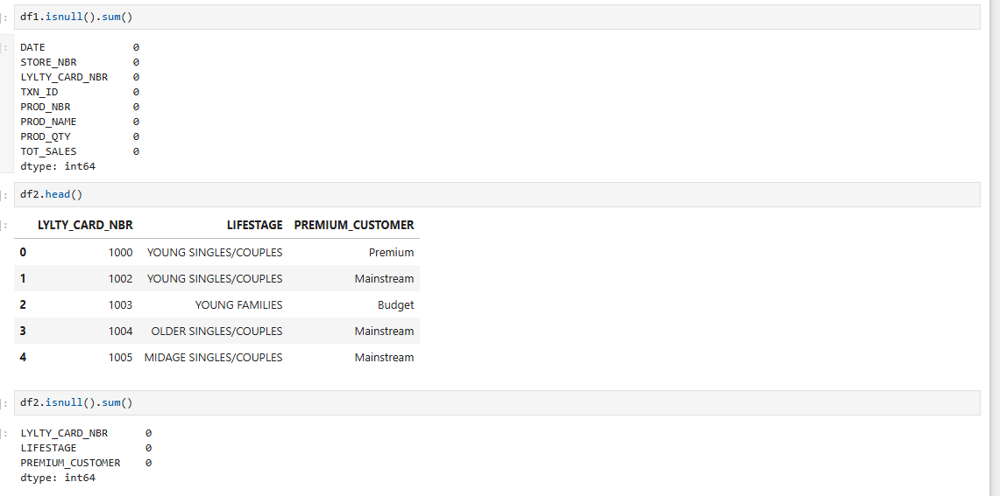 ]: df1.isnull().sum()
]: DATE 0
STORE_NBR 0
LYLTY_CARD_NBR 0
TXN_ID 0
PROD_NBR 0
PROD_NAME 0
PROD_QTY 0
TOT_SALES 0
dtype: int64
]: df2.head()
]: LYLTY_CARD_NBR LIFESTAGE PREMIUM_CUSTOMER
0 1000 YOUNG SINGLES/COUPLES Premium
1 1002 YOUNG SINGLES/COUPLES Mainstream
2 1003 YOUNG FAMILIES Budget
3 1004 OLDER SINGLES/COUPLES Mainstream
4 1005 MIDAGE SINGLES/COUPLES Mainstream
]: df2.isnull().sum()
]: LYLTY_CARD_NBR 0
LIFESTAGE 0
PREMIUM_CUSTOMER 0
dtype: int64